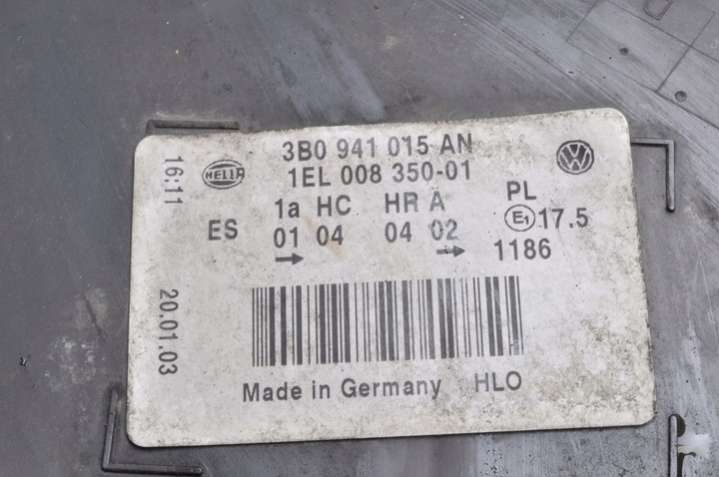 3B0 941 015 AN
HELLA 1EL 008 350-01 VW
1a HC HR A PL
ES 01 04 04 02 E1 17.5
→ → 1186
Made in Germany HLO
16:11
20.01.03